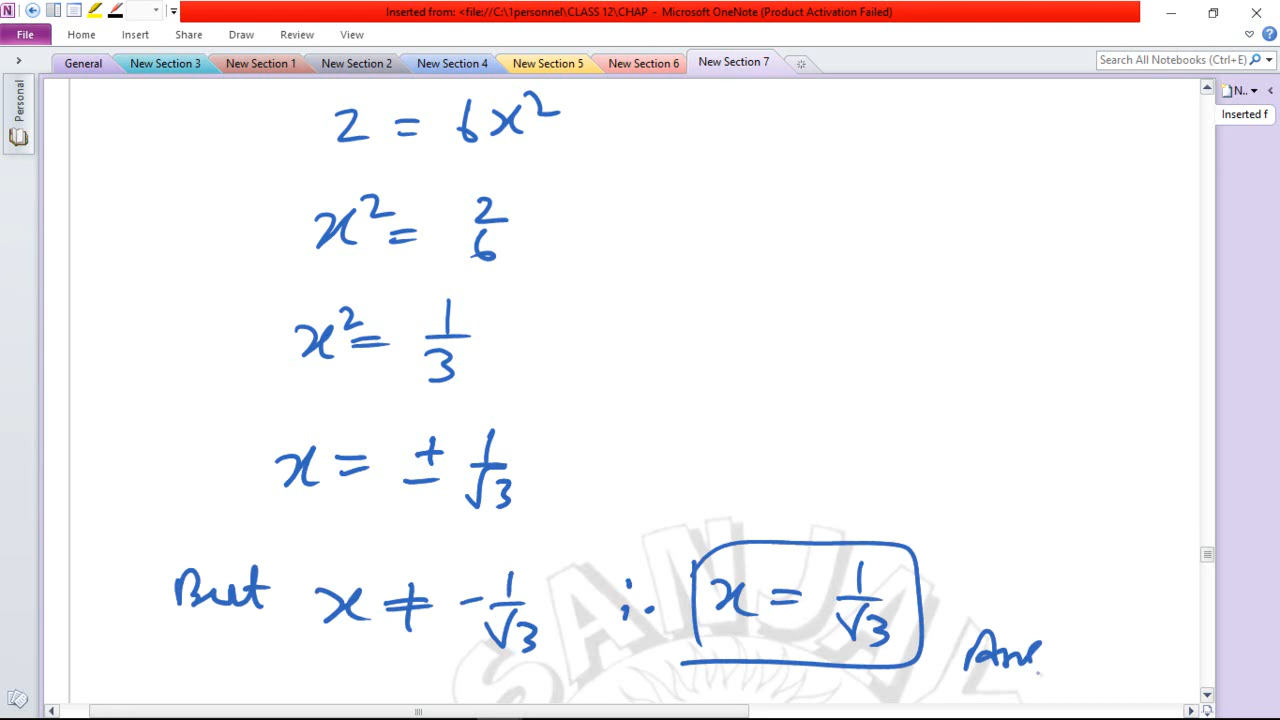 Inserted from: <file://C:\1personnel\CLASS 12\CHAP - Microsoft OneNote (Product Activation Failed)
File Home Insert Share Draw Review View
General New Section 3 New Section 1 New Section 2 New Section 4 New Section 5 New Section 6 New Section 7 Search All Notebooks (Ctrl+E)
N..
Inserted f
Personal
2 = 6x²
x² = 2/6
x² = 1/3
x = ± 1/√3
But x ≠ -1/√3 ∴ x = 1/√3
Ans
SANJAY